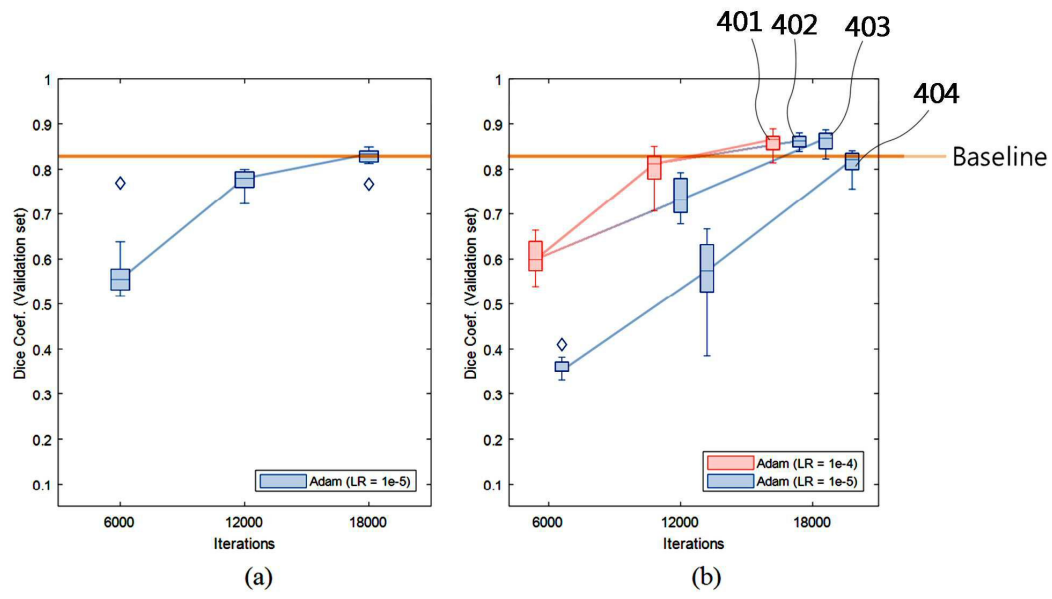 401 402 403
404
Baseline
1
0.9
0.8
0.7
0.6
0.5
0.4
0.3
0.2
0.1
Dice Coef. (Validation set)
Adam (LR = 1e-5)
6000 12000 18000
Iterations
(a)
1
0.9
0.8
0.7
0.6
0.5
0.4
0.3
0.2
0.1
Dice Coef. (Validation set)
Adam (LR = 1e-4)
Adam (LR = 1e-5)
6000 12000 18000
Iterations
(b)